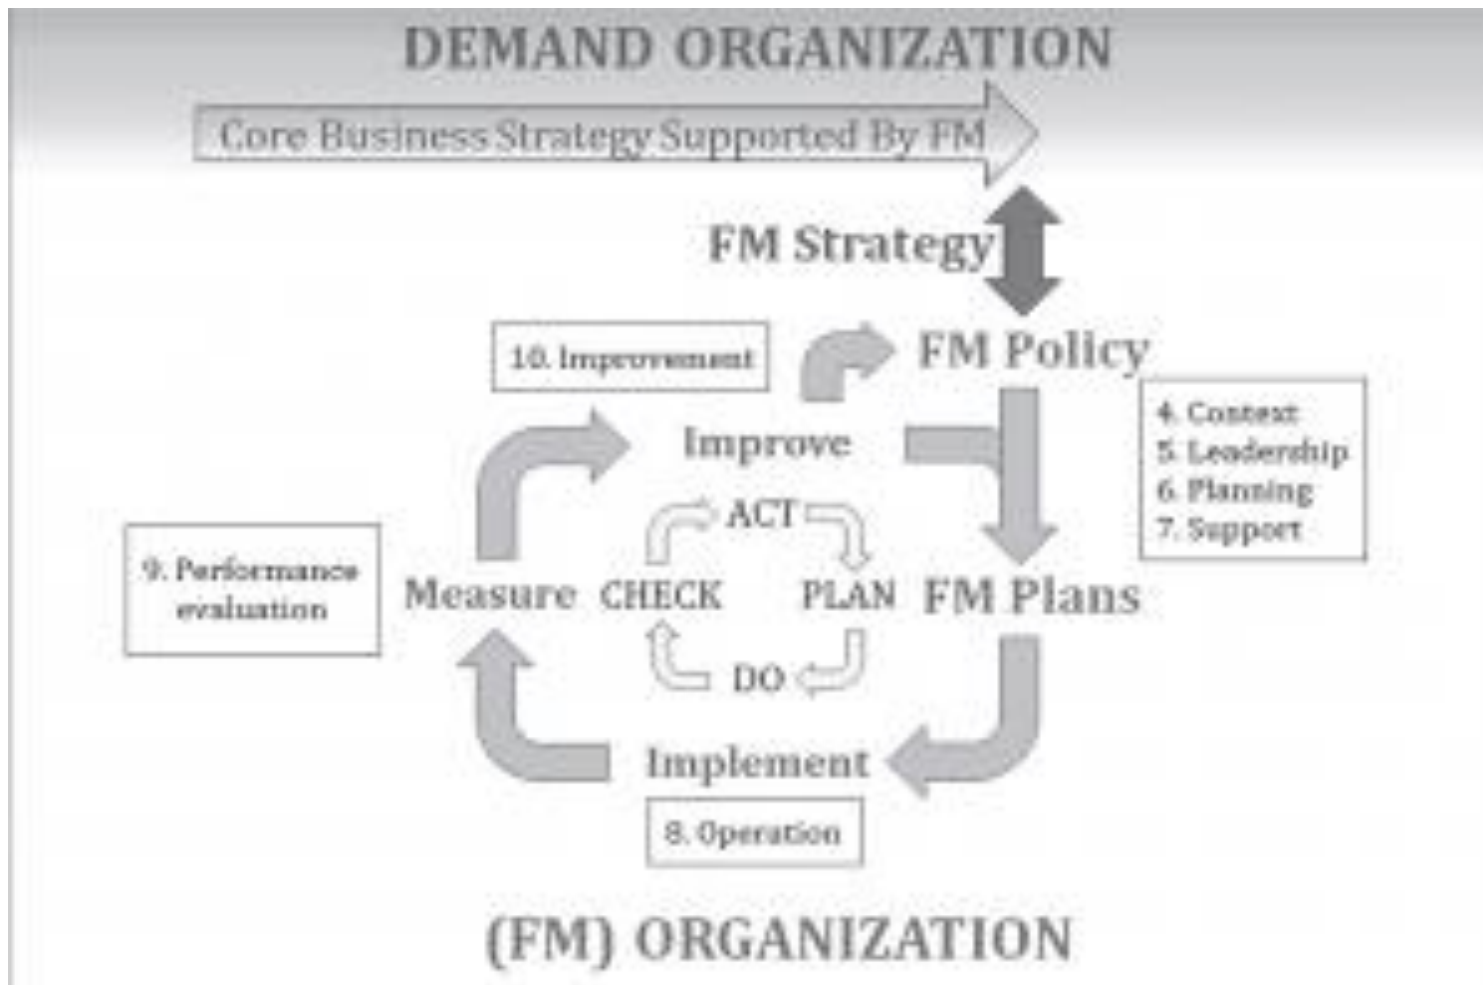 DEMAND ORGANIZATION
Core Business Strategy Supported By FM
FM Strategy
10. Improvement
FM Policy
4. Context
5. Leadership
6. Planning
7. Support
Improve
ACT
9. Performance
evaluation
Measure
CHECK
PLAN
FM Plans
DO
Implement
8. Operation
(FM) ORGANIZATION